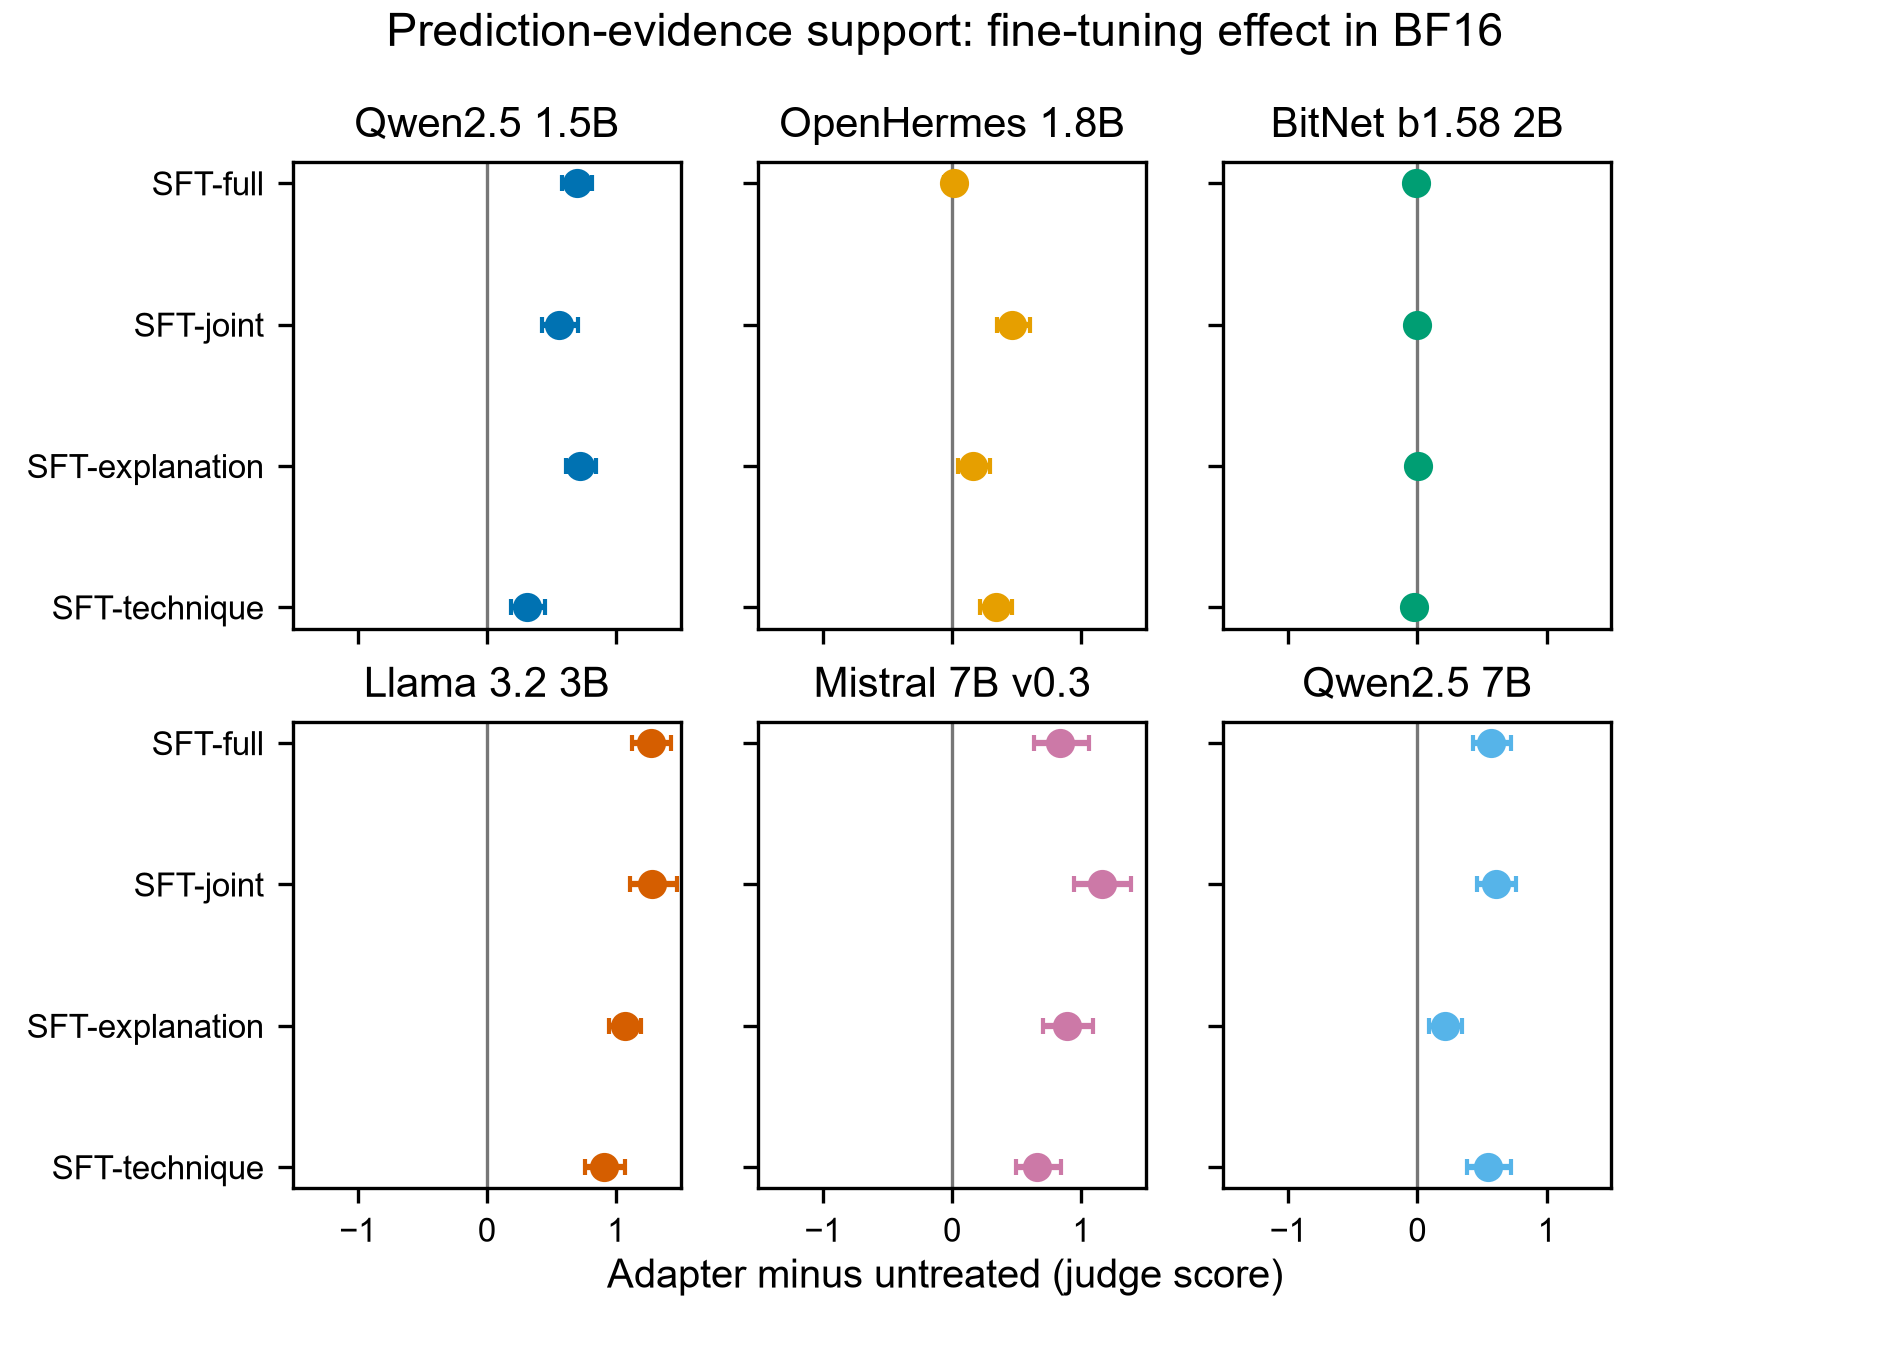 Prediction-evidence support: fine-tuning effect in BF16
Qwen2.5 1.5B
OpenHermes 1.8B
BitNet b1.58 2B
SFT-full
SFT-joint
SFT-explanation
SFT-technique
Llama 3.2 3B
Mistral 7B v0.3
Qwen2.5 7B
SFT-full
SFT-joint
SFT-explanation
SFT-technique
−1 0 1
−1 0 1
−1 0 1
Adapter minus untreated (judge score)